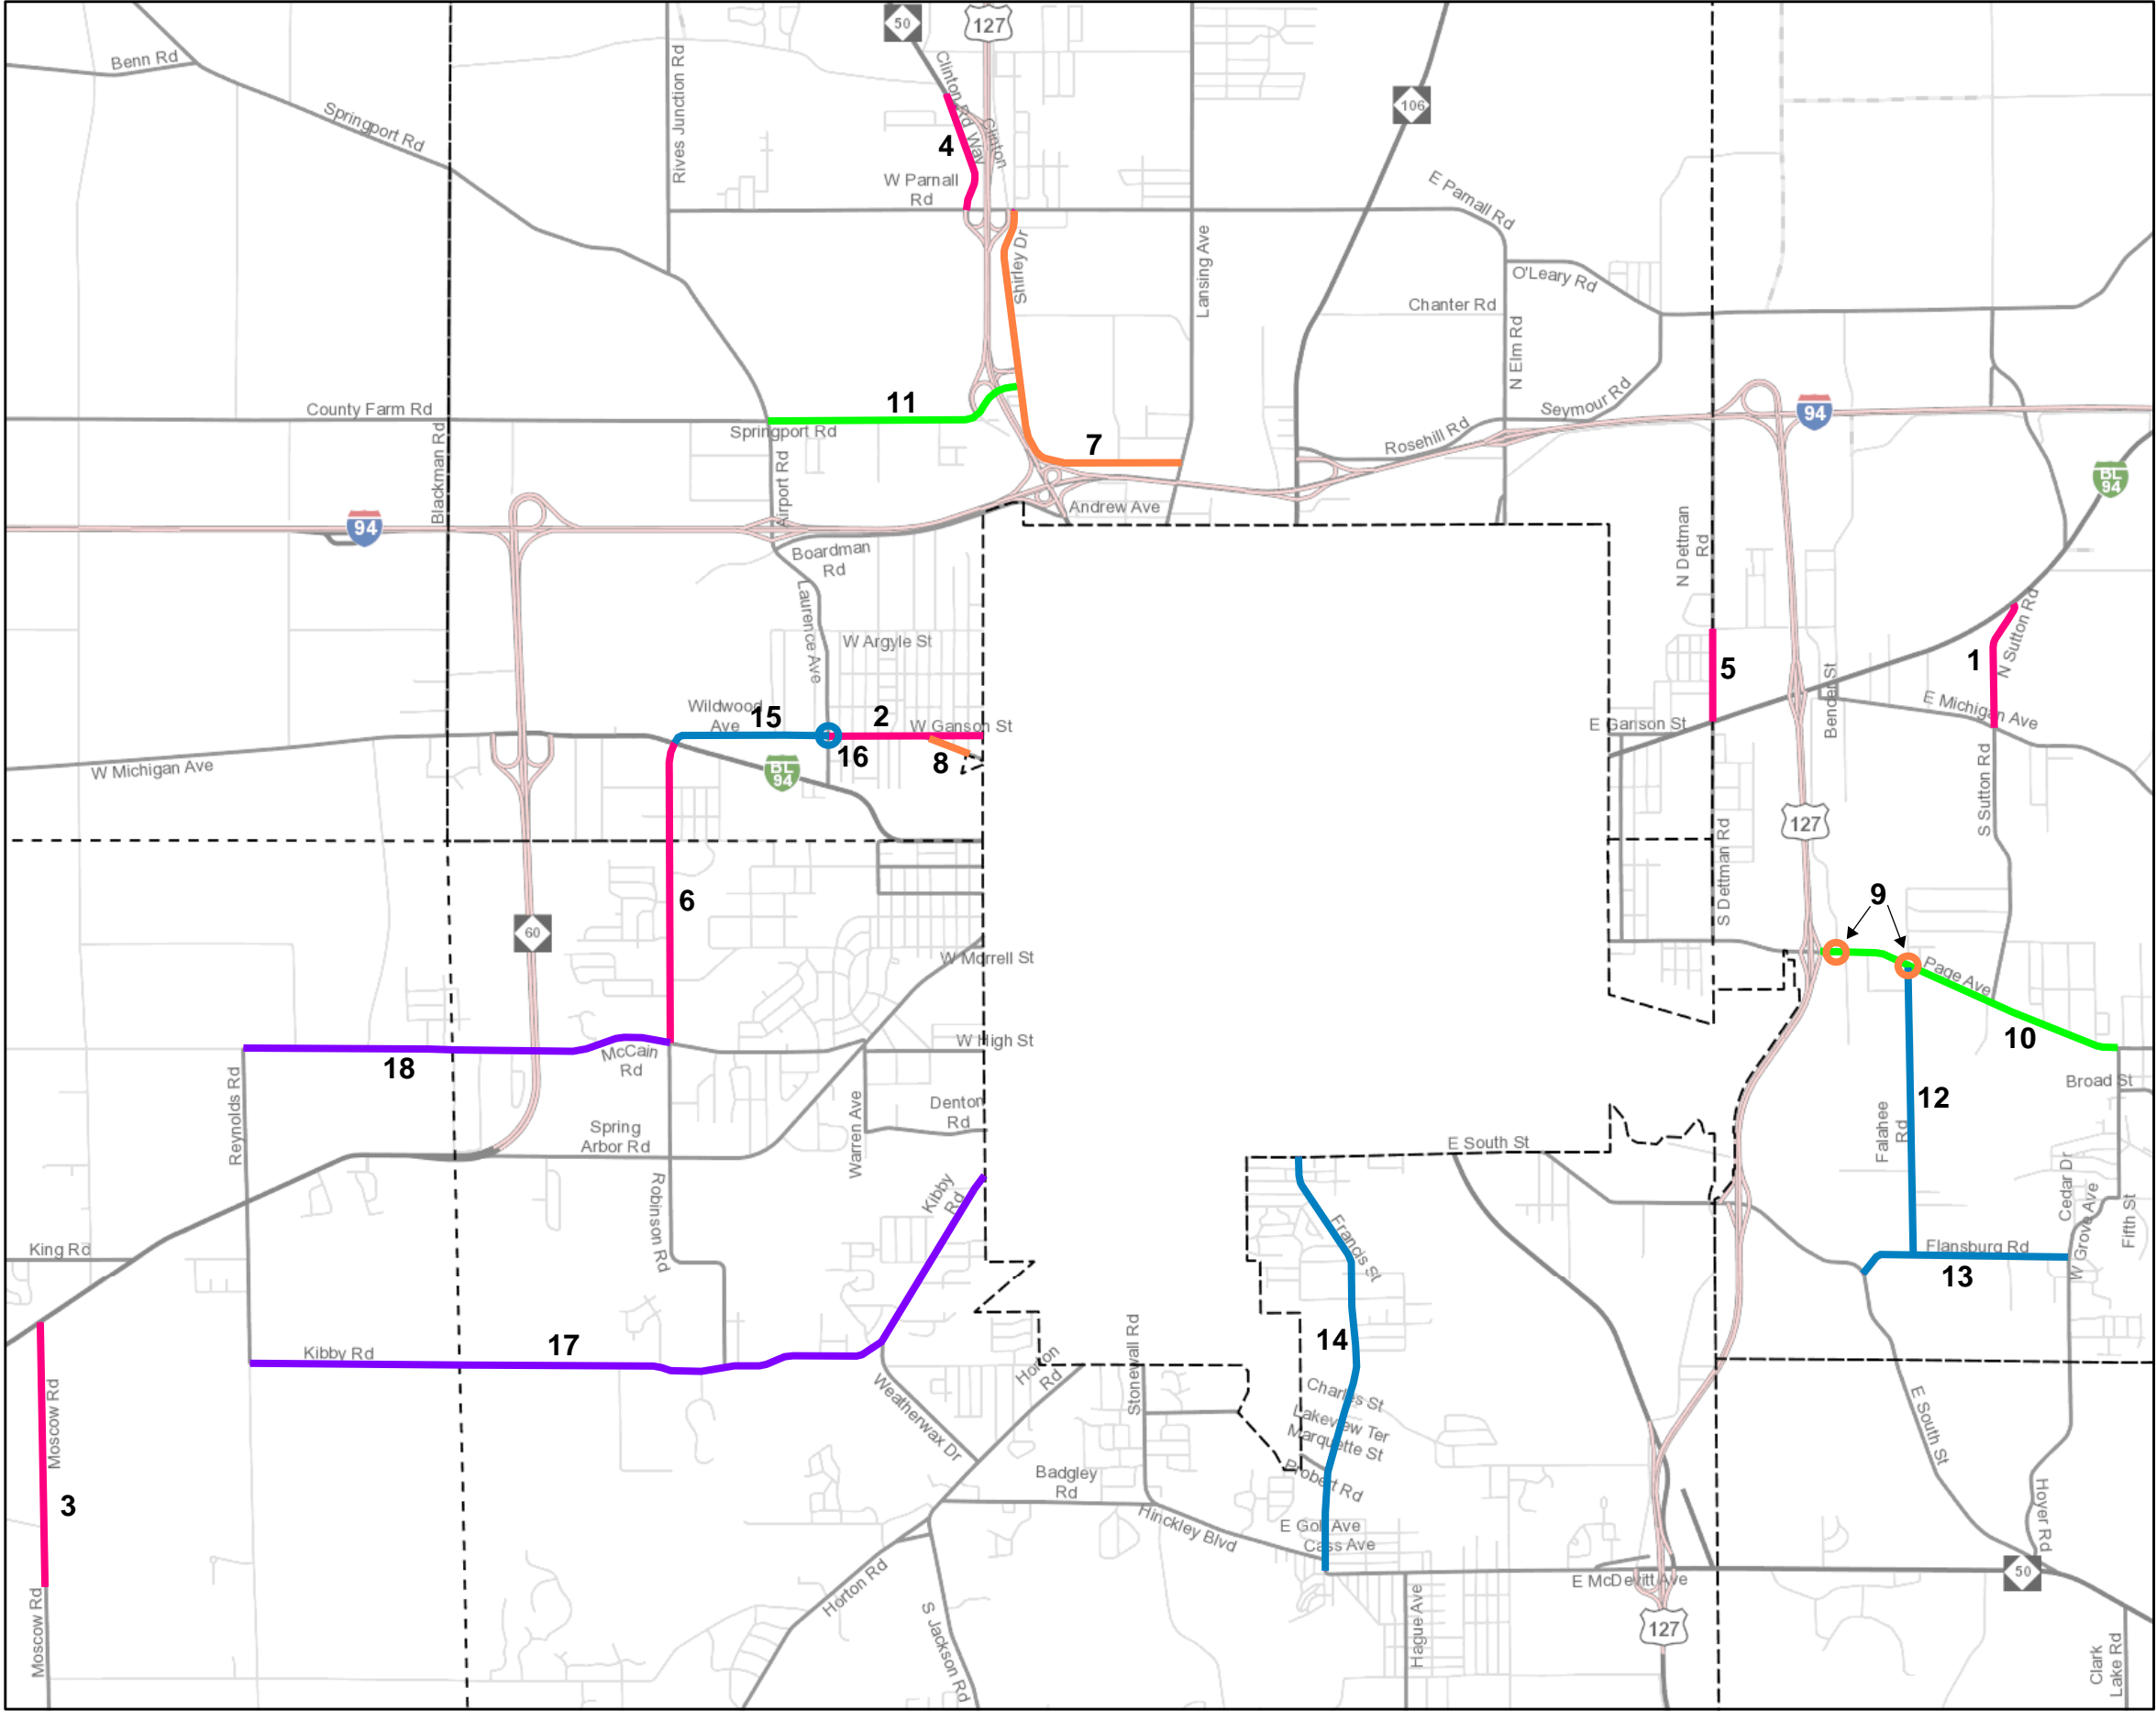 50
127
Benn Rd
Springport Rd
Rives Junction Rd
Clinton Rd
Way
Clinton
4
W Parnall
Rd
106
E Parnall Rd
Shirley Dr
Lansing Ave
O'Leary Rd
Chanter Rd
N Elm Rd
County Farm Rd
11
Springport Rd
Blackman Rd
Airport Rd
7
Rosehill Rd
Seymour Rd
94
BL
94
94
Andrew Ave
Boardman
Rd
N Dettman
Rd
Laurence Ave
W Argyle St
5
1
N Sutton Rd
Wildwood
Ave
15
2
W Ganson St
16
8
E Ganson St
Bender St
E Michigan Ave
W Michigan Ave
BL
94
S Sutton Rd
127
S Dettman Rd
6
60
9
W Morrell St
Page Ave
10
W High St
18
McCain
Rd
Reynolds Rd
Broad St
12
Denton
Rd
Warren Ave
Spring
Arbor Rd
Falahee
Rd
E South St
Cedar Dr
Kibby
Rd
Robinson Rd
Francis St
W Grove Ave
Fifth St
King Rd
Flansburg Rd
13
17
Kibby Rd
14
Horton
Rd
Stonewall Rd
Moscow Rd
Weatherwax Dr
Charles St
Lakeview Ter
Marquette St
Probert Rd
E South St
3
Badgley
Rd
Hinckley Blvd
E Golf Ave
Cass Ave
Hoyer Rd
Horton Rd
E McDevitt Ave
50
Moscow Rd
S Jackson Rd
Hague Ave
127
Clark
Lake Rd